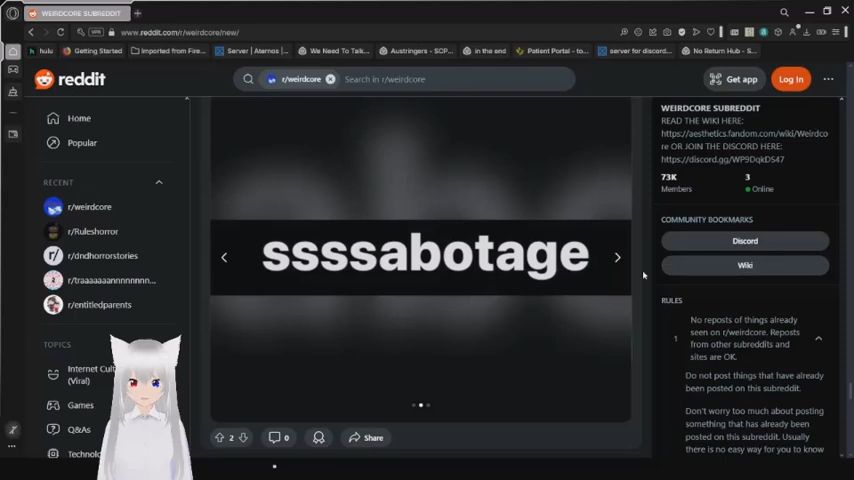 WEIRDCORE SUBREDDIT
VPN www.reddit.com/r/weirdcore/new/
hulu Getting Started Imported from Fire... Server | Aternos |... We Need To Talk... Austringers - SCP... in the end Patient Portal - to... server for discord... No Return Hub - S...
reddit
r/weirdcore Search in r/weirdcore
Get app
Log In
Home
Popular
RECENT
r/weirdcore
r/Ruleshorror
r/dndhorrorstories
r/traaaaaaannnnnnnn...
r/entitledparents
TOPICS
Internet Cul
(Viral)
Games
Q&As
Technolo
ssssabotage
2 0 Share
WEIRDCORE SUBREDDIT
READ THE WIKI HERE:
https://aesthetics.fandom.com/wiki/Weirdco
re OR JOIN THE DISCORD HERE:
https://discord.gg/WP9DqkDS47
73K 3
Members Online
COMMUNITY BOOKMARKS
Discord
Wiki
RULES
1
No reposts of things already
seen on r/weirdcore. Reposts
from other subreddits and
sites are OK.
Do not post things that have already
been posted on this subreddit.
Don't worry too much about posting
something that has already been
posted on this subreddit. Usually
there is no easy way for you to know